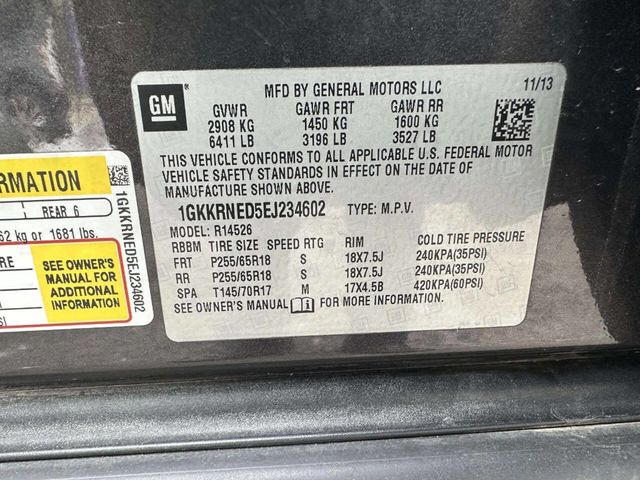 GM
MFD BY GENERAL MOTORS LLC 11/13
GVWR GAWR FRT GAWR RR
2908 KG 1450 KG 1600 KG
6411 LB 3196 LB 3527 LB
THIS VEHICLE CONFORMS TO ALL APPLICABLE U.S. FEDERAL MOTOR
VEHICLE SAFETY STANDARDS IN EFFECT ON THE DATE OF
MANUFACTURE SHOWN ABOVE.
1GKKRNED5EJ234602 TYPE: M.P.V.
R14526
RBBM TIRE SIZE SPEED RTG RIM COLD TIRE PRESSURE
FRT P255/65R18 S 18X7.5J 240KPA(35PSI)
RR P255/65R18 S 18X7.5J 240KPA(35PSI)
SPA T145/70R17 M 17X4.5B 420KPA(60PSI)
SEE OWNER'S MANUAL FOR MORE INFORMATION
RMATION
REAR 6
62 kg or 1681 lbs.
RE
SEE OWNER'S
MANUAL FOR
ADDITIONAL
INFORMATION
1GKKRNED5EJ234602